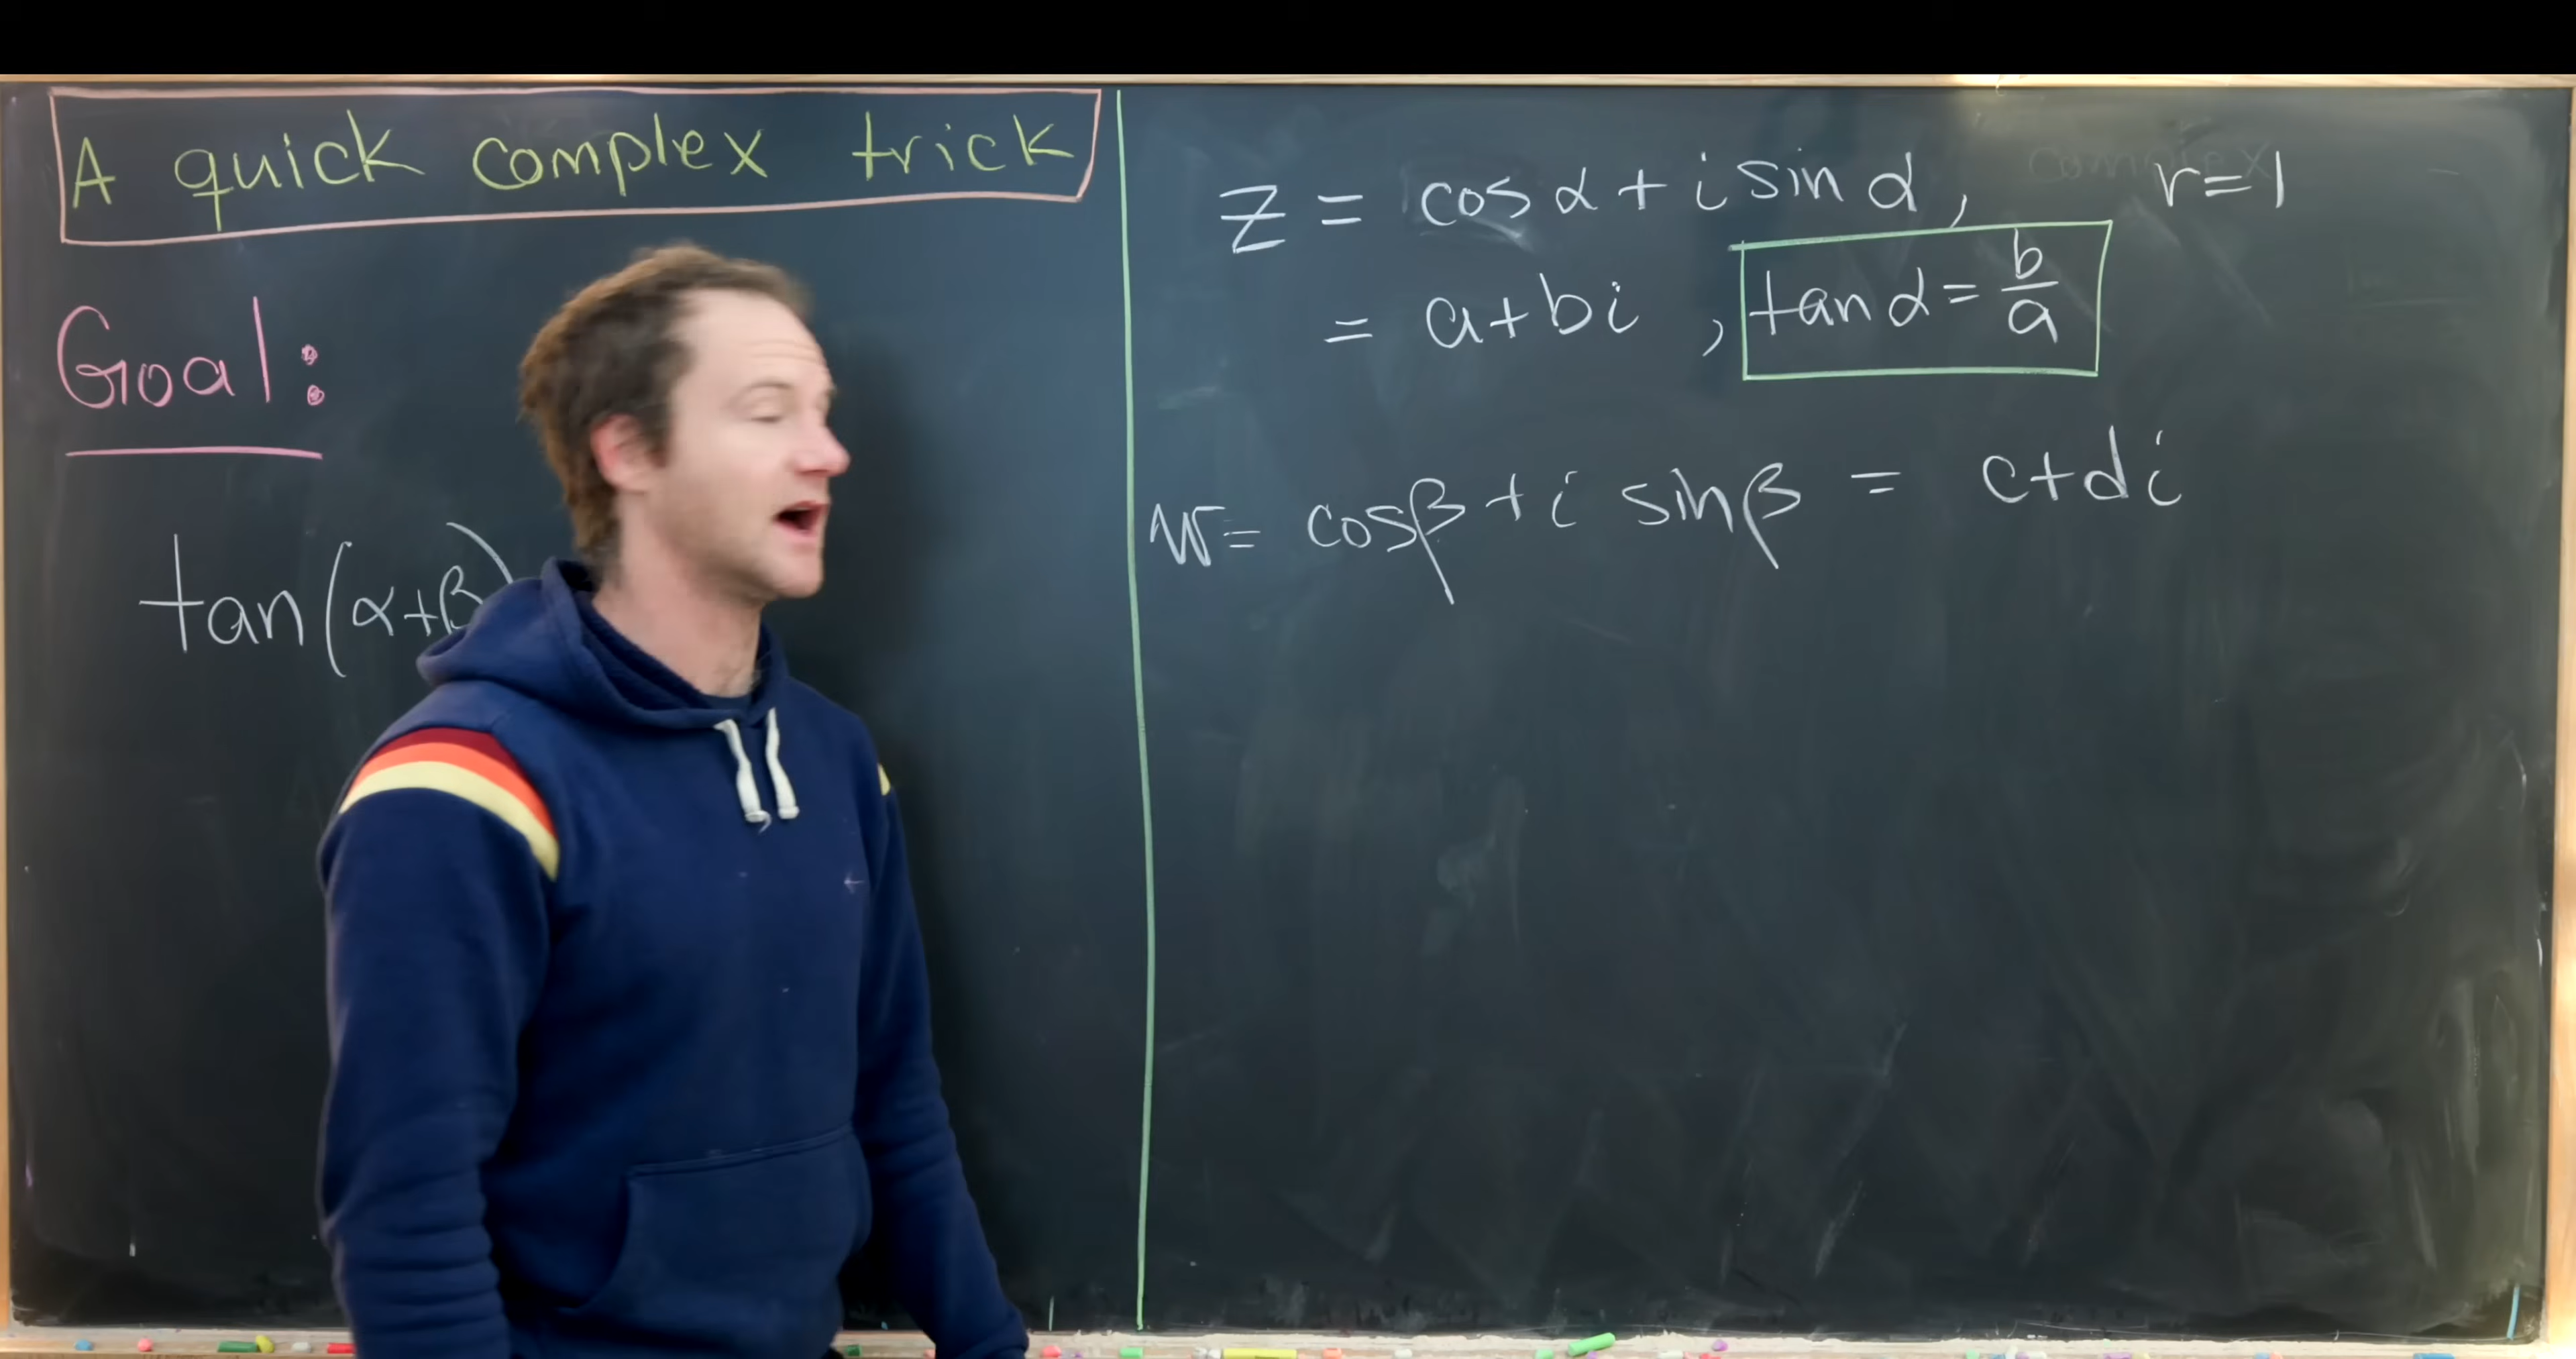 A quick complex trick
Goal:
tan(α+β)
z = cos α + i sin α, r=1
= a+bi , tan α = b/a
w= cosβ + i sinβ = c+di